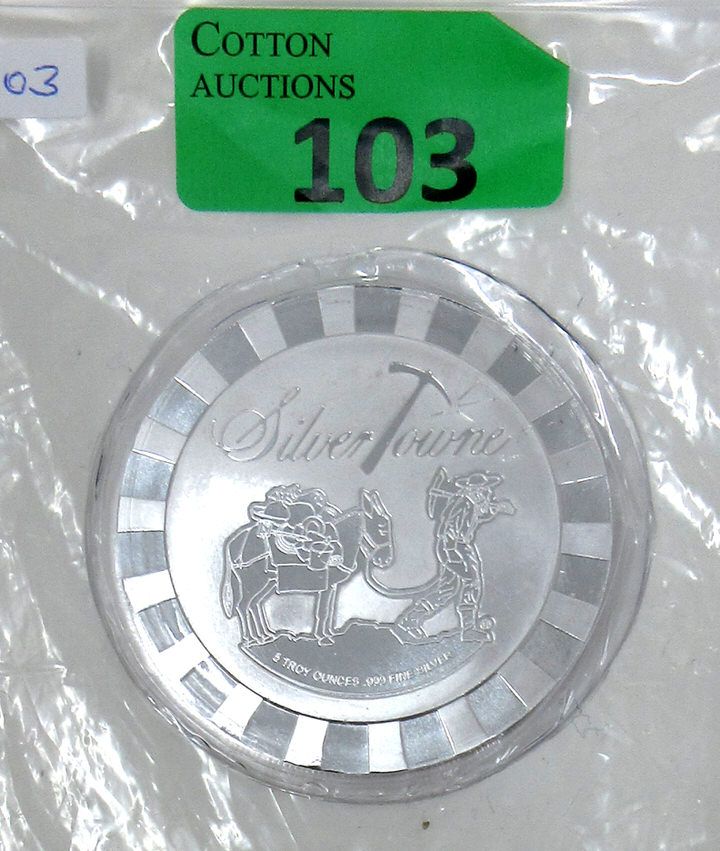 COTTON
AUCTIONS
103
03
SilverTowne
5 TROY OUNCES .999 FINE SILVER